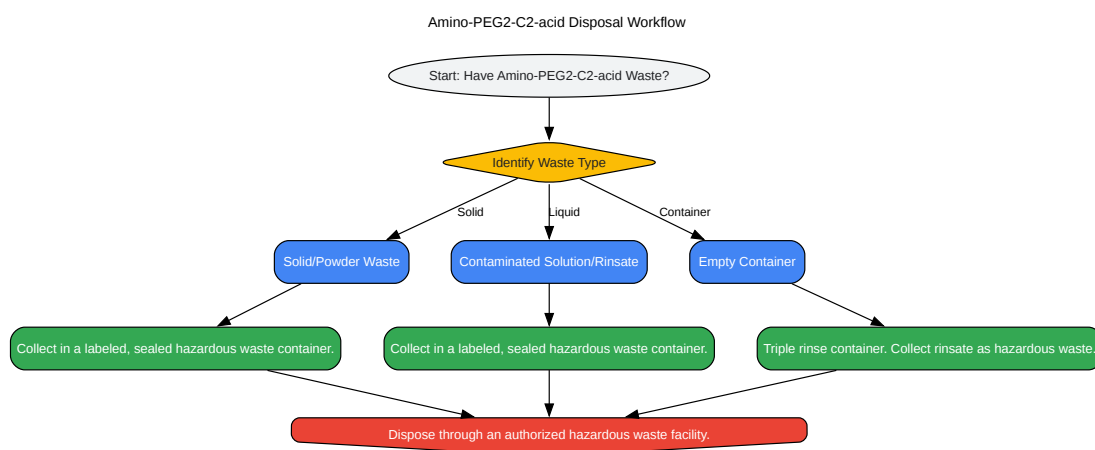 Amino-PEG2-C2-acid Disposal Workflow
Start: Have Amino-PEG2-C2-acid Waste?
Identify Waste Type
Solid
Liquid
Container
Solid/Powder Waste
Contaminated Solution/Rinsate
Empty Container
Collect in a labeled, sealed hazardous waste container.
Collect in a labeled, sealed hazardous waste container.
Triple rinse container. Collect rinsate as hazardous waste.
Dispose through an authorized hazardous waste facility.